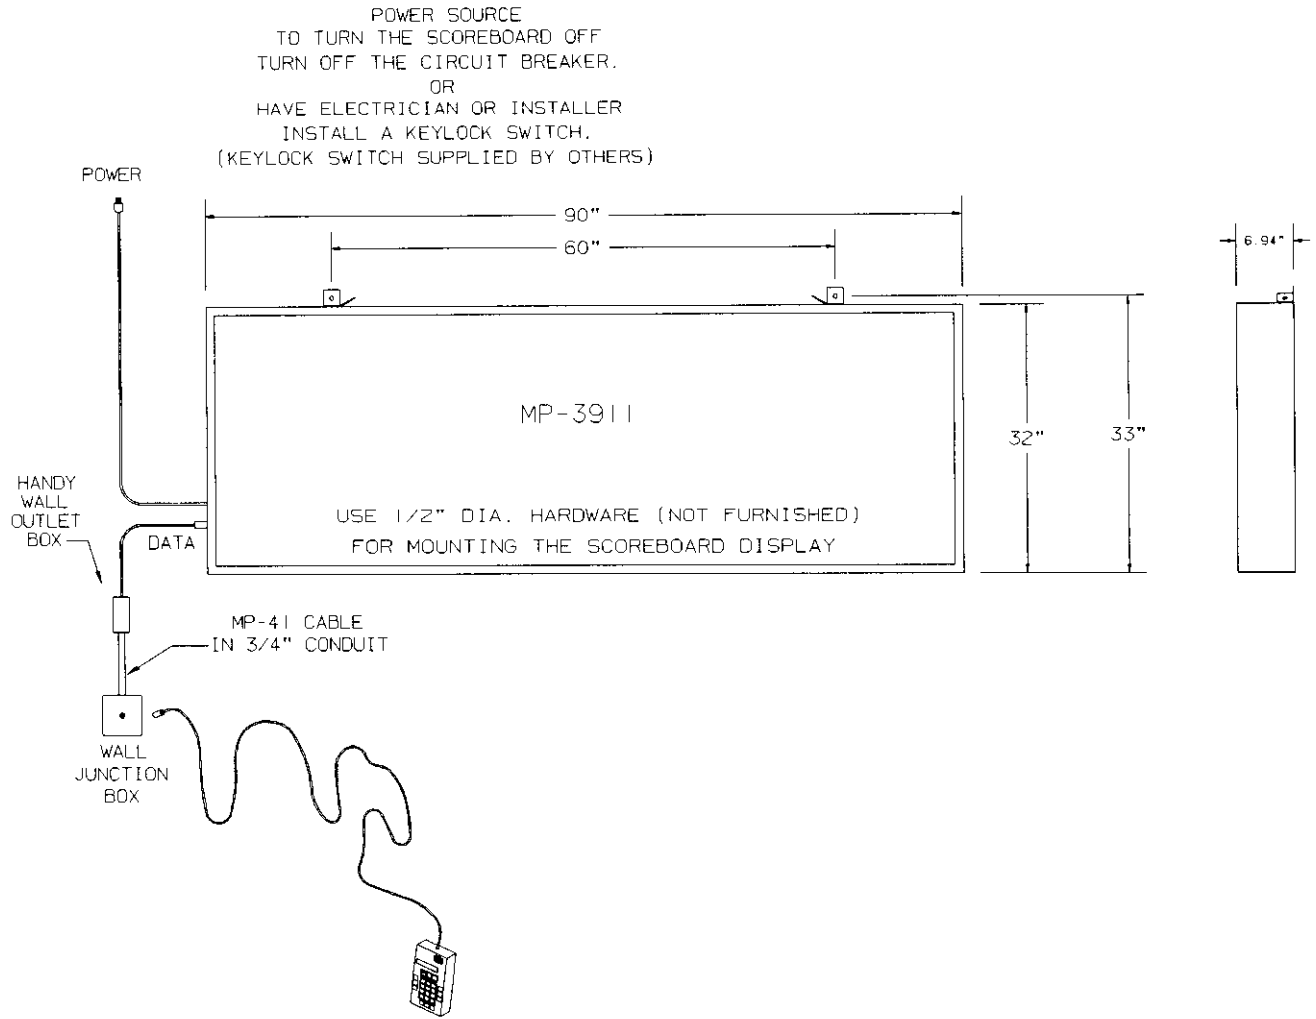 POWER SOURCE
TO TURN THE SCOREBOARD OFF
TURN OFF THE CIRCUIT BREAKER.
OR
HAVE ELECTRICIAN OR INSTALLER
INSTALL A KEYLOCK SWITCH.
(KEYLOCK SWITCH SUPPLIED BY OTHERS)
POWER
90"
60"
6.94"
MP-3911
32"
33"
HANDY
WALL
OUTLET
BOX
USE 1/2" DIA. HARDWARE (NOT FURNISHED)
FOR MOUNTING THE SCOREBOARD DISPLAY
DATA
MP-41 CABLE
IN 3/4" CONDUIT
WALL
JUNCTION
BOX